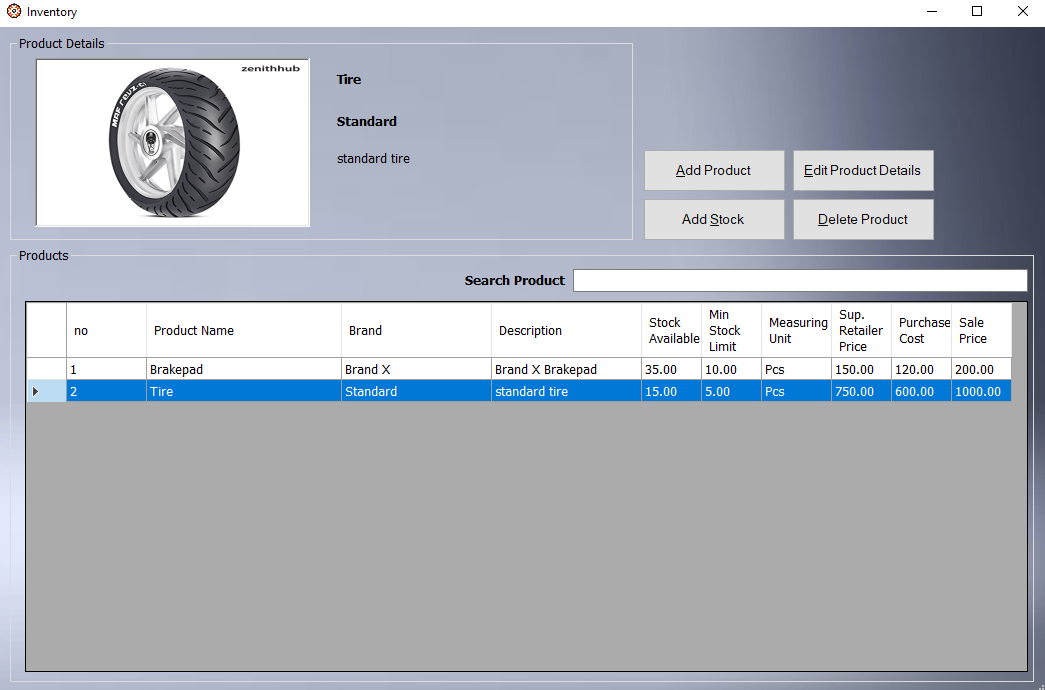 Inventory
Product Details
zenithhub
MRF revz-C1
Tire
Standard
standard tire
Add Product
Edit Product Details
Add Stock
Delete Product
Products
Search Product
no
Product Name
Brand
Description
Stock
Available
Min
Stock
Limit
Measuring
Unit
Sup.
Retailer
Price
Purchase
Cost
Sale
Price
1 Brakepad Brand X Brand X Brakepad 35.00 10.00 Pcs 150.00 120.00 200.00
2 Tire Standard standard tire 15.00 5.00 Pcs 750.00 600.00 1000.00